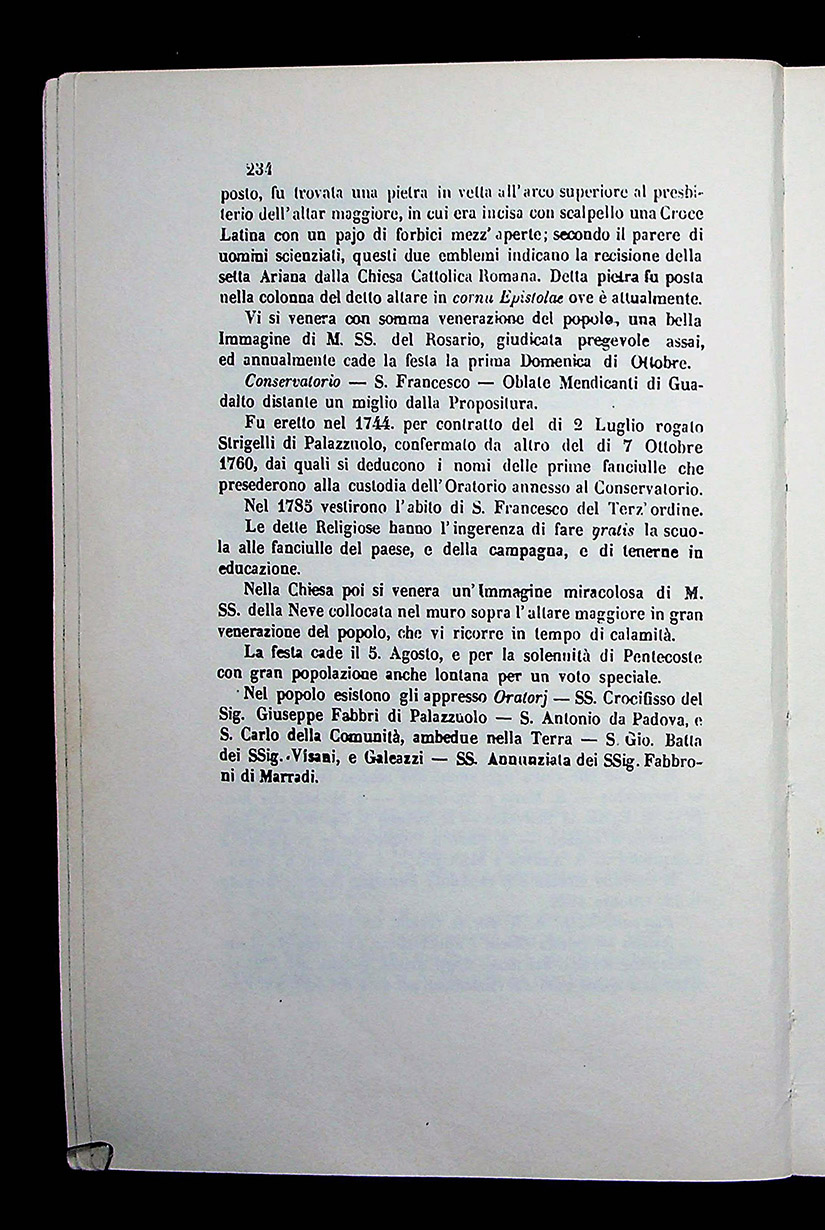 234
posto, fu trovata una pietra in vetta all'arco superiore al presbi-
terio dell'altar maggiore, in cui era incisa con scalpello una Croce
Latina con un pajo di forbici mezz'aperte; secondo il parere di
uomini scienziati, questi due emblemi indicano la recisione della
setta Ariana dalla Chiesa Cattolica Romana. Detta pietra fu posta
nella colonna del detto altare in cornu Epistolae ove è attualmente.
Vi si venera con somma venerazione del popolo, una bella
Immagine di M. SS. del Rosario, giudicata pregevole assai,
ed annualmente cade la festa la prima Domenica di Ottobre.
Conservatorio — S. Francesco — Oblate Mendicanti di Gua-
dalto distante un miglio dalla Propositura.
Fu eretto nel 1744. per contratto del di 2 Luglio rogato
Strigelli di Palazzuolo, confermato da altro del di 7 Ottobre
1760, dai quali si deducono i nomi delle prime fanciulle che
presederono alla custodia dell'Oratorio annesso al Conservatorio.
Nel 1785 vestirono l'abito di S. Francesco del Terz'ordine.
Le dette Religiose hanno l'ingerenza di fare gratis la scuo-
la alle fanciulle del paese, e della campagna, e di tenerne in
educazione.
Nella Chiesa poi si venera un'Immagine miracolosa di M.
SS. della Neve collocata nel muro sopra l'altare maggiore in gran
venerazione del popolo, che vi ricorre in tempo di calamità.
La festa cade il 5. Agosto, e per la solennità di Pentecoste
con gran popolazione anche lontana per un voto speciale.
Nel popolo esistono gli appresso Oratorj — SS. Crocifisso del
Sig. Giuseppe Fabbri di Palazzuolo — S. Antonio da Padova, e
S. Carlo della Comunità, ambedue nella Terra — S. Gio. Batta
dei SSig. Visani, e Galeazzi — SS. Annunziata dei SSig. Fabbro-
ni di Marradi.